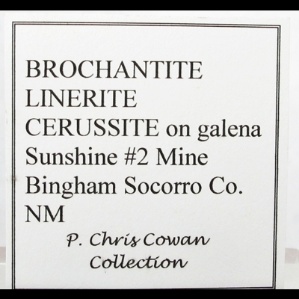 BROCHANTITE
LINERITE
CERUSSITE on galena
Sunshine #2 Mine
Bingham Socorro Co.
NM
P. Chris Cowan
Collection